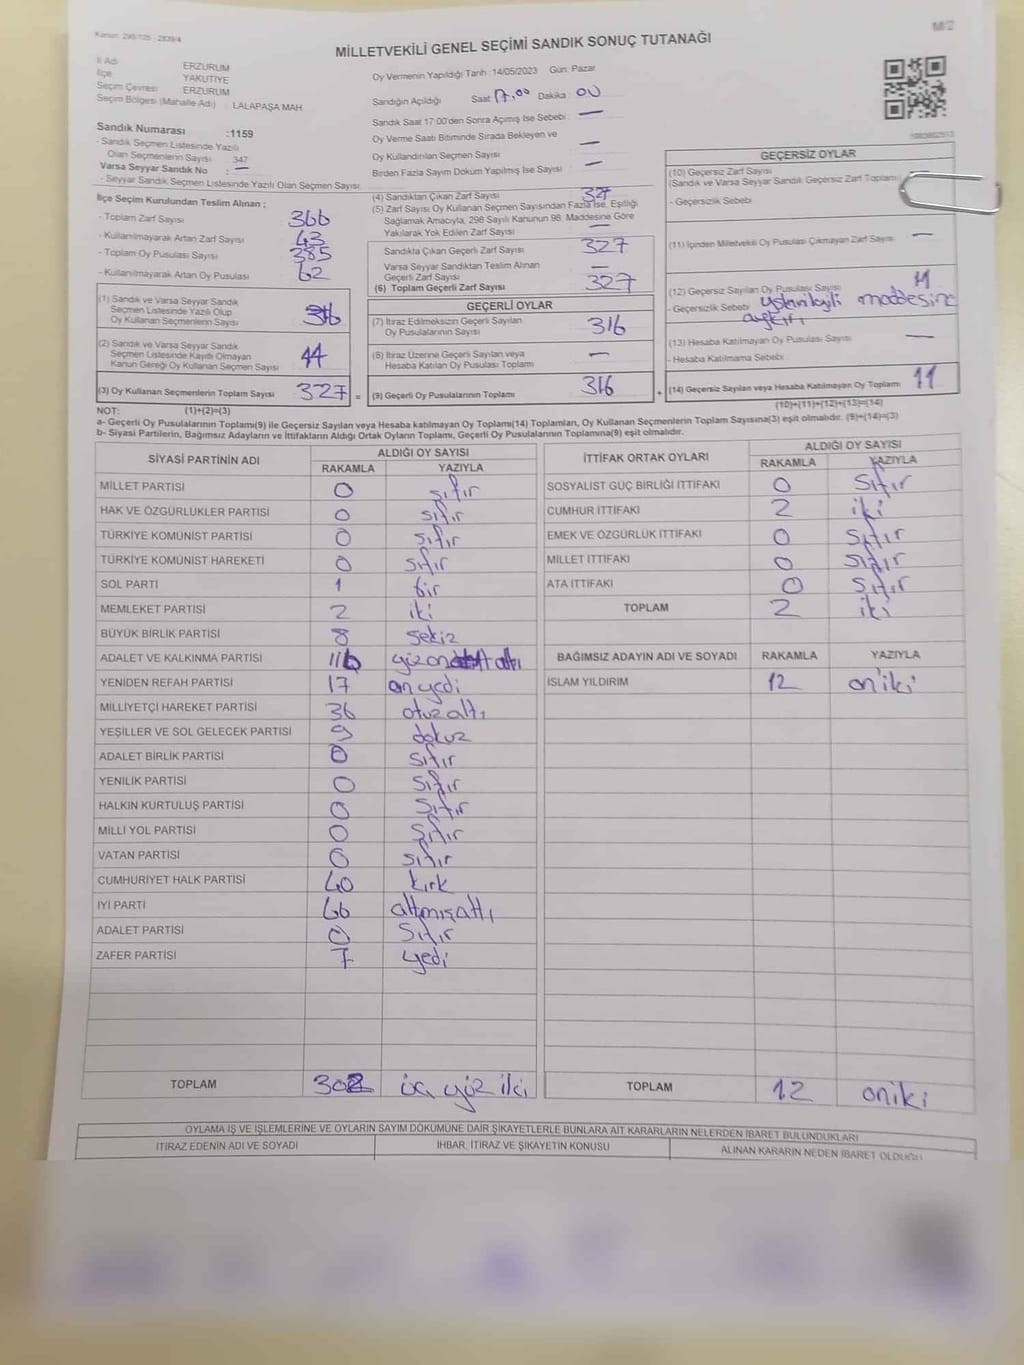 Kanun: 298/105 - 2839/4
M/2
MİLLETVEKİLİ GENEL SEÇİMİ SANDIK SONUÇ TUTANAĞI
İl Adı ERZURUM
İlçe YAKUTİYE
Seçim Çevresi ERZURUM
Seçim Bölgesi (Mahalle Adı) LALAPAŞA MAH.
Sandık Numarası :1159
- Sandık Seçmen Listesinde Yazılı
Olan Seçmenlerin Sayısı 347
Varsa Seyyar Sandık No : —
- Seyyar Sandık Seçmen Listesinde Yazılı Olan Seçmen Sayısı:
Oy Vermenin Yapıldığı Tarih :14/05/2023 Gün: Pazar
Sandığın Açıldığı Saat 17,00 Dakika : 00
Sandık Saat 17:00'den Sonra Açılmış İse Sebebi : —
Oy Verme Saati Bitiminde Sırada Bekleyen ve
Oy Kullandırılan Seçmen Sayısı —
Birden Fazla Sayım Döküm Yapılmış İse Sayısı —
İlçe Seçim Kurulundan Teslim Alınan ;
- Toplam Zarf Sayısı 366
- Kullanılmayarak Artan Zarf Sayısı 43
- Toplam Oy Pusulası 385
- Kullanılmayarak Artan Oy Pusulası 62
(1) Sandık ve Varsa Seyyar Sandık
Seçmen Listesinde Yazılı Olup
Oy Kullanan Seçmenlerin Sayısı
(2) Sandık ve Varsa Seyyar Sandık
Seçmen Listesinde Kayıtlı Olmayan
Kanun Gereği Oy Kullanan Seçmen Sayısı 44
(3) Oy Kullanan Seçmenlerin Toplam Sayısı 327 =
(4) Sandıktan Çıkan Zarf Sayısı
(5) Zarf Sayısı Oy Kullanan Seçmen Sayısından Fazla İse, Eşitliği
Sağlamak Amacıyla, 298 Sayılı Kanunun 98. Maddesine Göre
Yakılarak Yok Edilen Zarf Sayısı —
Sandıkta Çıkan Geçerli Zarf Sayısı 327
Varsa Seyyar Sandıktan Teslim Alınan
Geçerli Zarf Sayısı —
(6) Toplam Geçerli Zarf Sayısı 327
GEÇERLİ OYLAR
(7) İtiraz Edilmeksizin Geçerli Sayılan
Oy Pusulalarının Sayısı 316
(8) İtiraz Üzerine Geçerli Sayılan veya
Hesaba Katılan Oy Pusulası Toplamı —
(9) Geçerli Oy Pusulalarının Toplamı 316 +
GEÇERSİZ OYLAR
(10) Geçersiz Zarf Sayısı
(Sandık ve Varsa Seyyar Sandık Geçersiz Zarf Toplamı)
- Geçersizlik Sebebi
(11) İçinden Milletvekili Oy Pusulası Çıkmayan Zarf Sayısı —
(12) Geçersiz Sayılan Oy Pusulası Sayısı 11
- Geçersizlik Sebebi maddesine
aykırı
(13) Hesaba Katılmayan Oy Pusulası Sayısı —
- Hesaba Katılmama Sebebi
(14) Geçersiz Sayılan veya Hesaba Katılmayan Oy Toplamı 11
(10)+(11)+(12)+(13)=(14)
NOT: (1)+(2)=(3)
a- Geçerli Oy Pusulalarının Toplamı(9) ile Geçersiz Sayılan veya Hesaba katılmayan Oy Toplamı(14) Toplamları, Oy Kullanan Seçmenlerin Toplam Sayısına(3) eşit olmalıdır. (9)+(14)=(3)
b- Siyasi Partilerin, Bağımsız Adayların ve İttifakların Aldığı Ortak Oyların Toplamı, Geçerli Oy Pusulalarının Toplamına(9) eşit olmalıdır.
SİYASİ PARTİNİN ADI ALDIĞI OY SAYISI
RAKAMLA YAZIYLA
MİLLET PARTİSİ 0 sıfır
HAK VE ÖZGÜRLÜKLER PARTİSİ 0 sıfır
TÜRKİYE KOMÜNİST PARTİSİ 0 sıfır
TÜRKİYE KOMÜNİST HAREKETİ 0 sıfır
SOL PARTİ 1 bir
MEMLEKET PARTİSİ 2 iki
BÜYÜK BİRLİK PARTİSİ 8 sekiz
ADALET VE KALKINMA PARTİSİ 116 yüzon altı
YENİDEN REFAH PARTİSİ 17 onyedi
MİLLİYETÇİ HAREKET PARTİSİ 36 otuzaltı
YEŞİLLER VE SOL GELECEK PARTİSİ 9 dokuz
ADALET BİRLİK PARTİSİ 0 sıfır
YENİLİK PARTİSİ 0 sıfır
HALKIN KURTULUŞ PARTİSİ 0 sıfır
MİLLİ YOL PARTİSİ 0 sıfır
VATAN PARTİSİ 0 sıfır
CUMHURİYET HALK PARTİSİ 40 kırk
İYİ PARTİ 66 altmışaltı
ADALET PARTİSİ 0 sıfır
ZAFER PARTİSİ 7 yedi
TOPLAM 302 üç yüz iki
İTTİFAK ORTAK OYLARI ALDIĞI OY SAYISI
RAKAMLA YAZIYLA
SOSYALİST GÜÇ BİRLİĞİ İTTİFAKI 0 sıfır
CUMHUR İTTİFAKI 2 iki
EMEK VE ÖZGÜRLÜK İTTİFAKI 0 sıfır
MİLLET İTTİFAKI 0 sıfır
ATA İTTİFAKI 0 sıfır
TOPLAM 2 iki
BAĞIMSIZ ADAYIN ADI VE SOYADI RAKAMLA YAZIYLA
İSLAM YILDIRIM 12 on'iki
TOPLAM 12 oniki
OYLAMA İŞ VE İŞLEMLERİNE VE OYLARIN SAYIM DÖKÜMÜNE DAİR ŞİKAYETLERLE BUNLARA AİT KARARLARIN NELERDEN İBARET BULUNDUKLARI
İTİRAZ EDENİN ADI VE SOYADI İHBAR, İTİRAZ VE ŞİKAYETİN KONUSU ALINAN KARARIN NEDEN İBARET OLDUĞU